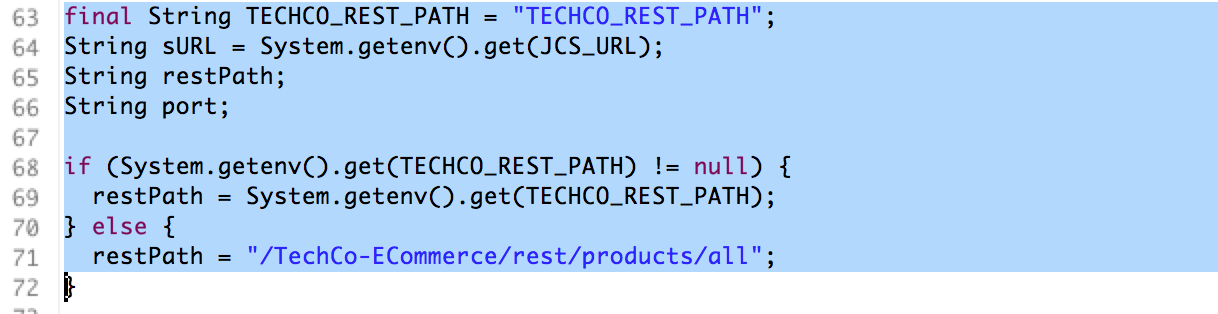 63 final String TECHCO_REST_PATH = "TECHCO_REST_PATH";
64 String sURL = System.getenv().get(JCS_URL);
65 String restPath;
66 String port;
67
68 if (System.getenv().get(TECHCO_REST_PATH) != null) {
69   restPath = System.getenv().get(TECHCO_REST_PATH);
70 } else {
71   restPath = "/TechCo-ECommerce/rest/products/all";
72 }